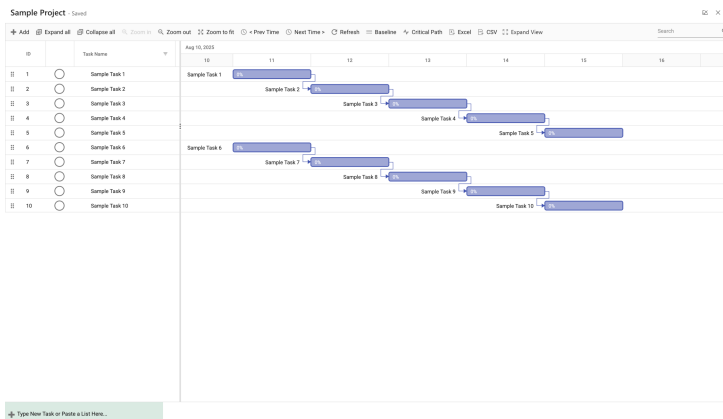 Sample Project - Saved
Add Expand all Collapse all Zoom in Zoom out Zoom to fit < Prev Time Next Time > Refresh Baseline Critical Path Excel CSV Expand View Search
ID Task Name Aug 10, 2025
10 11 12 13 14 15 16
1 Sample Task 1 Sample Task 1 0%
2 Sample Task 2 Sample Task 2 0%
3 Sample Task 3 Sample Task 3 0%
4 Sample Task 4 Sample Task 4 0%
5 Sample Task 5 Sample Task 5 0%
6 Sample Task 6 Sample Task 6 0%
7 Sample Task 7 Sample Task 7 0%
8 Sample Task 8 Sample Task 8 0%
9 Sample Task 9 Sample Task 9 0%
10 Sample Task 10 Sample Task 10 0%
Type New Task or Paste a List Here...